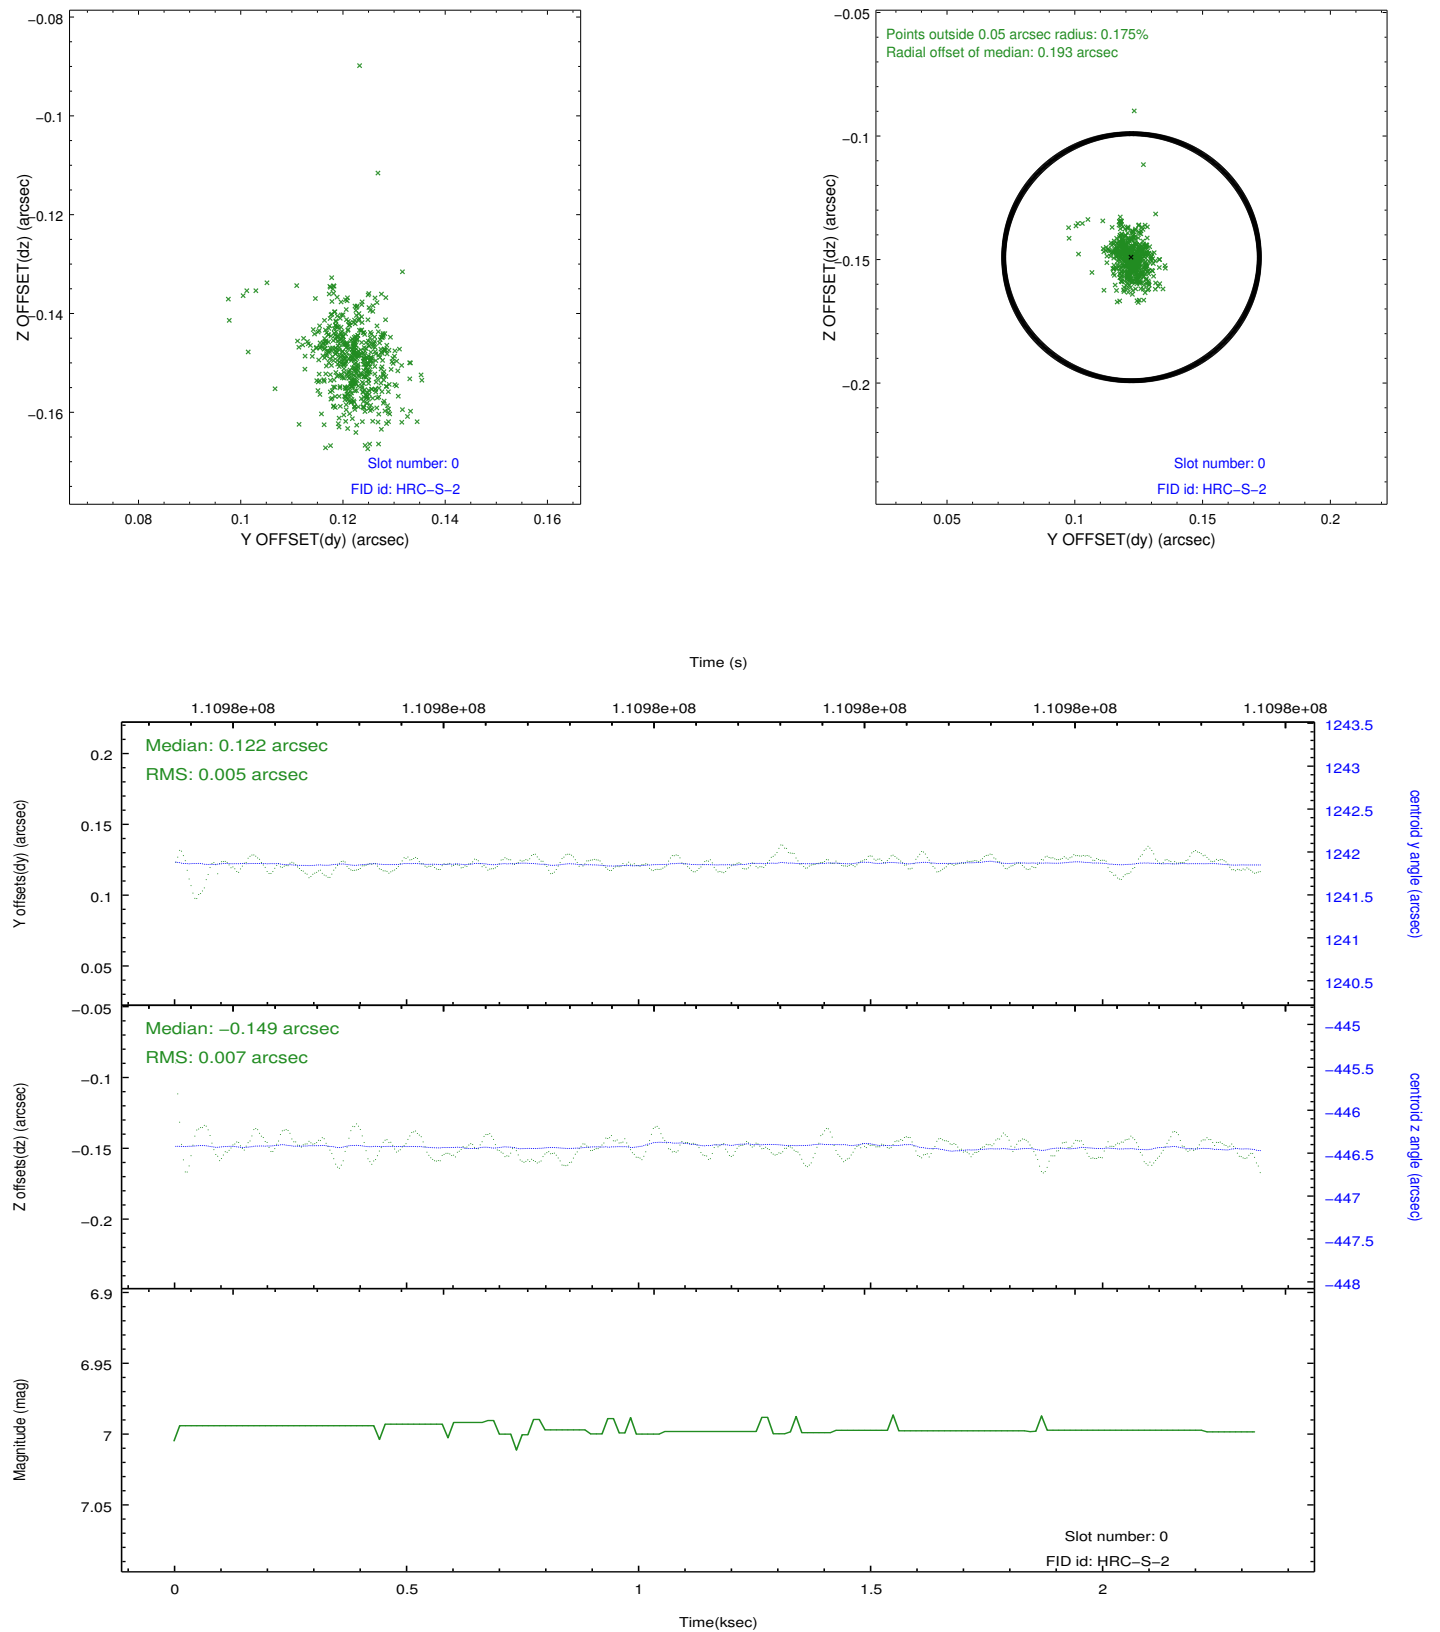 −0.08
−0.1
−0.12
−0.14
−0.16
Z OFFSET(dz) (arcsec)
Slot number: 0
FID id: HRC−S−2
0.08 0.1 0.12 0.14 0.16
Y OFFSET(dy) (arcsec)
Points outside 0.05 arcsec radius: 0.175%
Radial offset of median: 0.193 arcsec
−0.05
−0.1
−0.15
−0.2
Z OFFSET(dz) (arcsec)
Slot number: 0
FID id: HRC−S−2
0.05 0.1 0.15 0.2
Y OFFSET(dy) (arcsec)
Time (s)
1.1098e+08 1.1098e+08 1.1098e+08 1.1098e+08 1.1098e+08 1.1098e+08
Median: 0.122 arcsec
RMS: 0.005 arcsec
0.2
0.15
0.1
0.05
Y offsets(dy) (arcsec)
1243.5
1243
1242.5
1242
1241.5
1241
1240.5
centroid y angle (arcsec)
Median: −0.149 arcsec
RMS: 0.007 arcsec
−0.05
−0.1
−0.15
−0.2
Z offsets(dz) (arcsec)
−445
−445.5
−446
−446.5
−447
−447.5
−448
centroid z angle (arcsec)
6.9
6.95
7
7.05
Magnitude (mag)
Slot number: 0
FID id: HRC−S−2
0 0.5 1 1.5 2
Time(ksec)